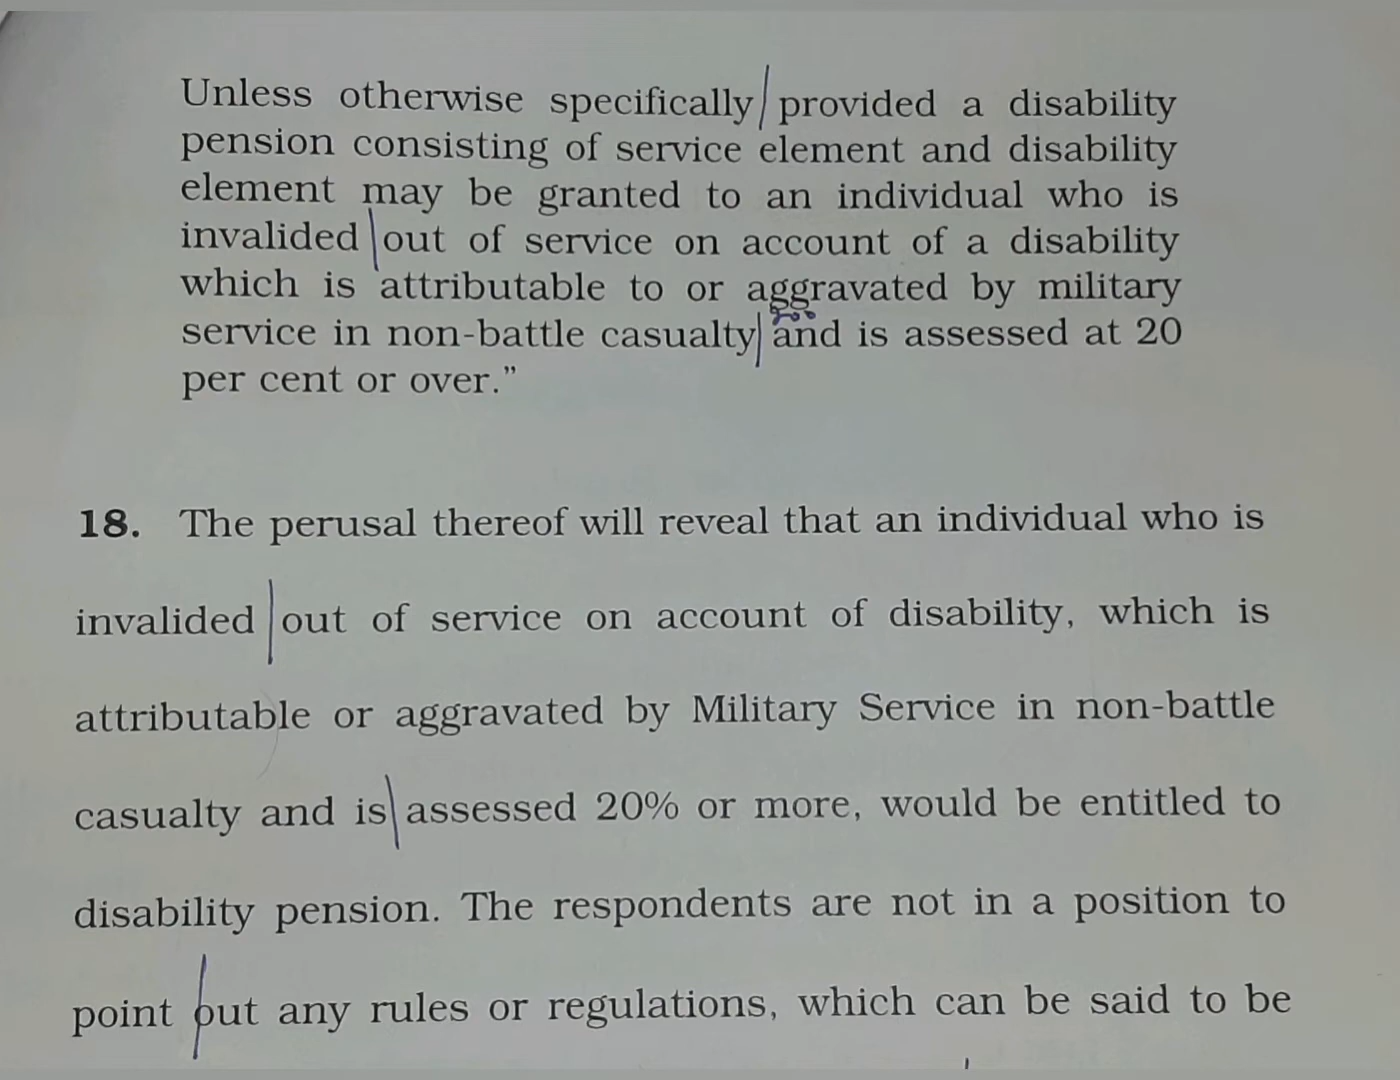 Unless otherwise specifically provided a disability
pension consisting of service element and disability
element may be granted to an individual who is
invalided out of service on account of a disability
which is attributable to or aggravated by military
service in non-battle casualty and is assessed at 20
per cent or over.”
18. The perusal thereof will reveal that an individual who is
invalided out of service on account of disability, which is
attributable or aggravated by Military Service in non-battle
casualty and is assessed 20% or more, would be entitled to
disability pension. The respondents are not in a position to
point out any rules or regulations, which can be said to be